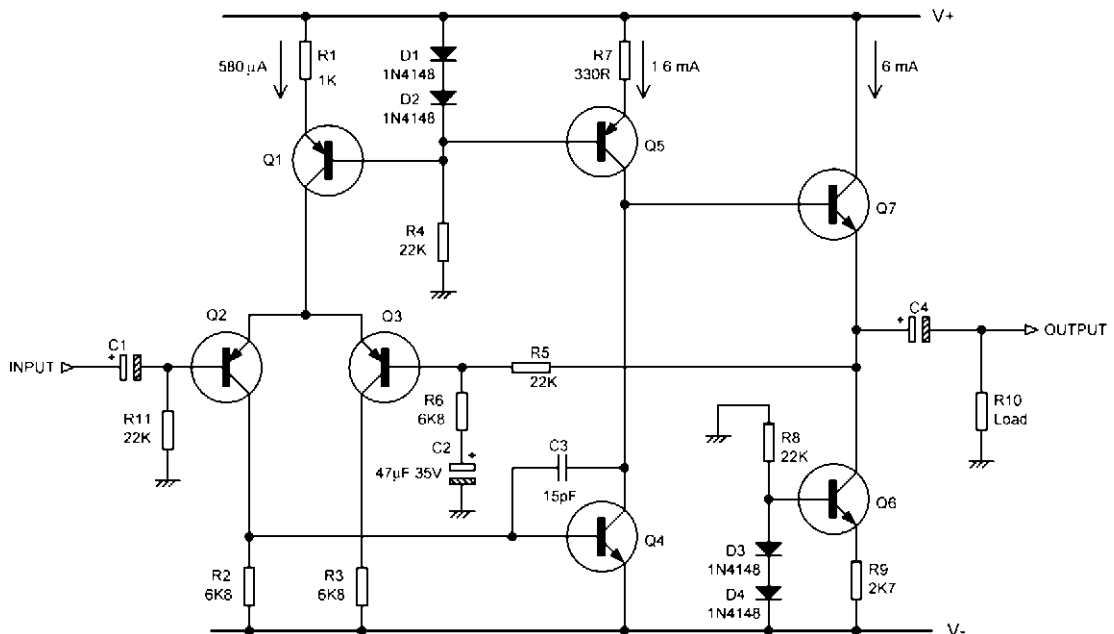 V+
580 µA
R1
1K
D1
1N4148
D2
1N4148
R7
330R
1 6 mA
6 mA
Q1
Q5
Q7
R4
22K
Q2
Q3
C4
+
OUTPUT
INPUT
C1
+
R5
22K
R11
22K
R6
6K8
C2
+
47µF 35V
R10
Load
R8
22K
C3
15pF
Q6
Q4
D3
1N4148
D4
1N4148
R2
6K8
R3
6K8
R9
2K7
V-